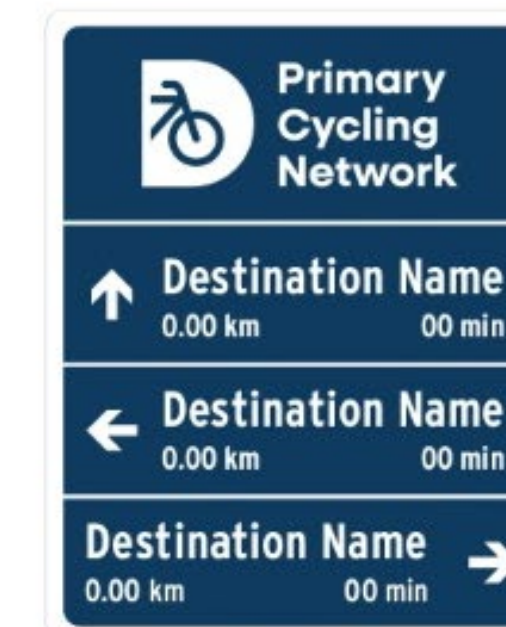 Primary
Cycling
Network
Destination Name
0.00 km 00 min
Destination Name
0.00 km 00 min
Destination Name
0.00 km 00 min